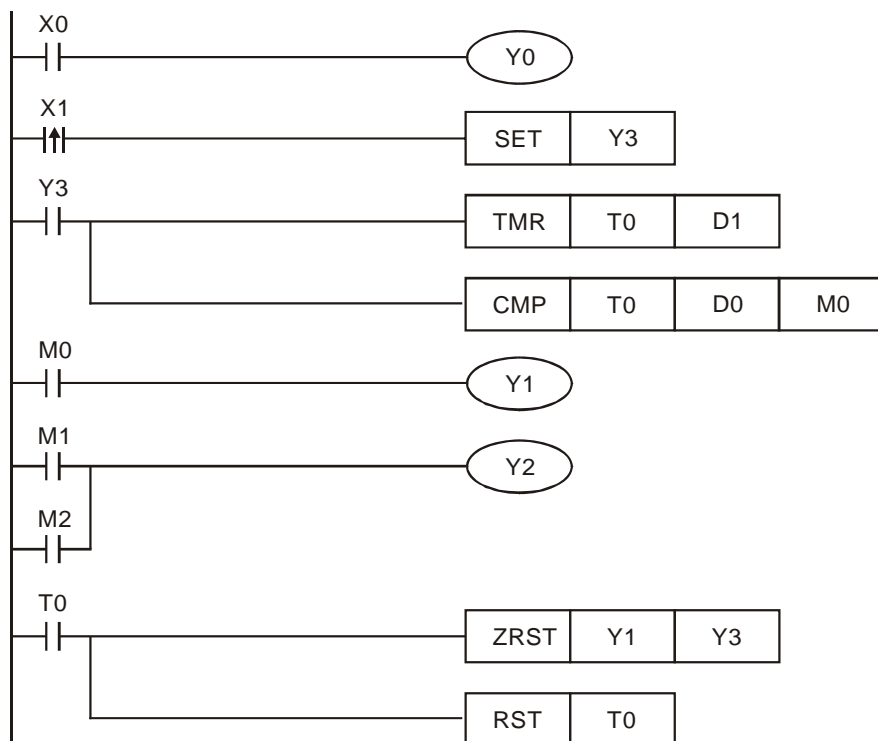 X0
Y0
X1
SET Y3
Y3
TMR T0 D1
CMP T0 D0 M0
M0
Y1
M1
Y2
M2
T0
ZRST Y1 Y3
RST T0